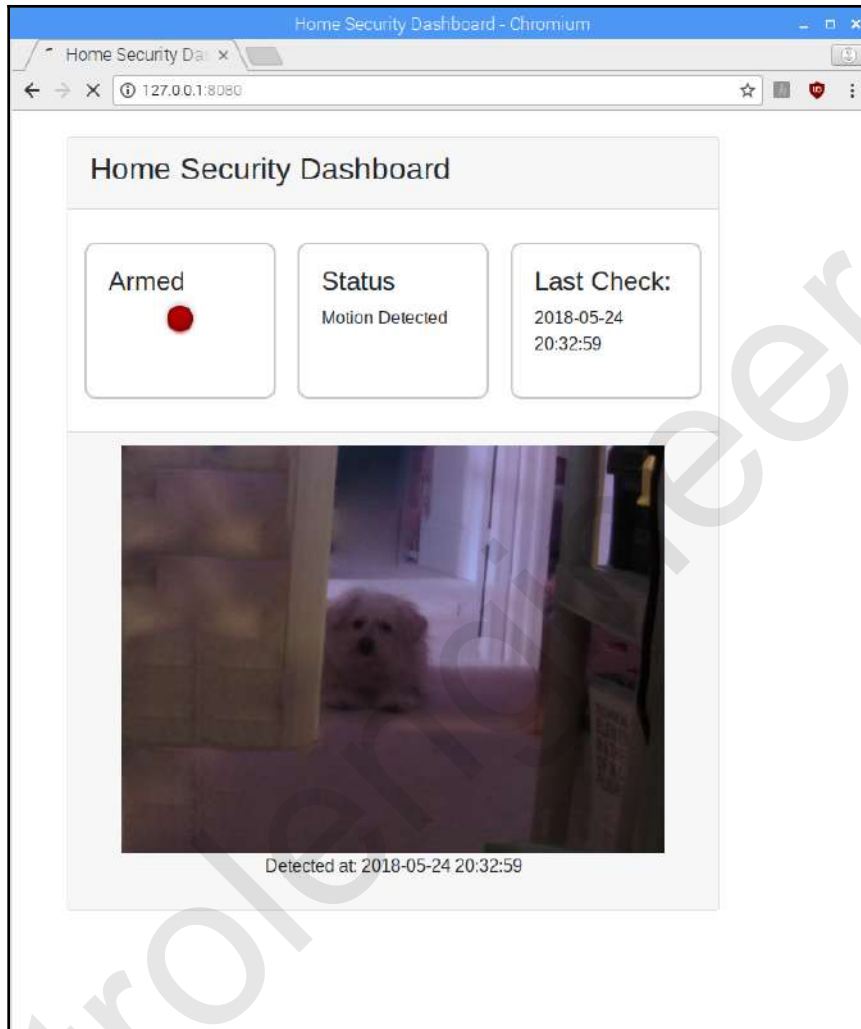 Home Security Dashboard - Chromium
Home Security Da
127.0.0.1:8080
Home Security Dashboard
Armed
Status
Motion Detected
Last Check:
2018-05-24
20:32:59
Detected at: 2018-05-24 20:32:59